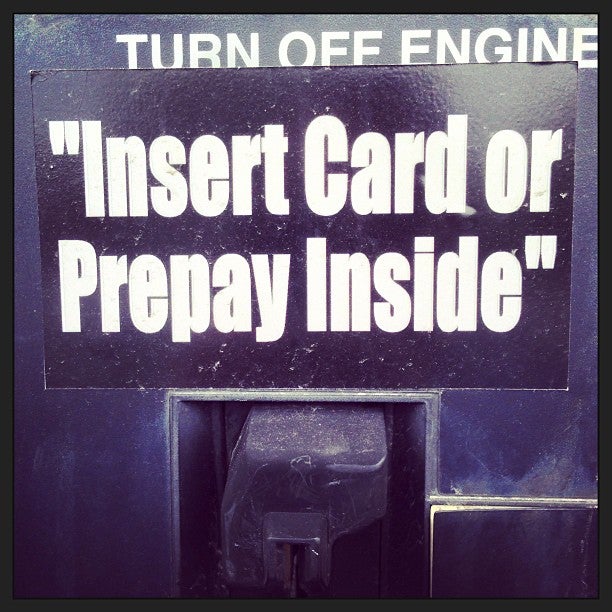 TURN OFF ENGINE
"Insert Card or
Prepay Inside"